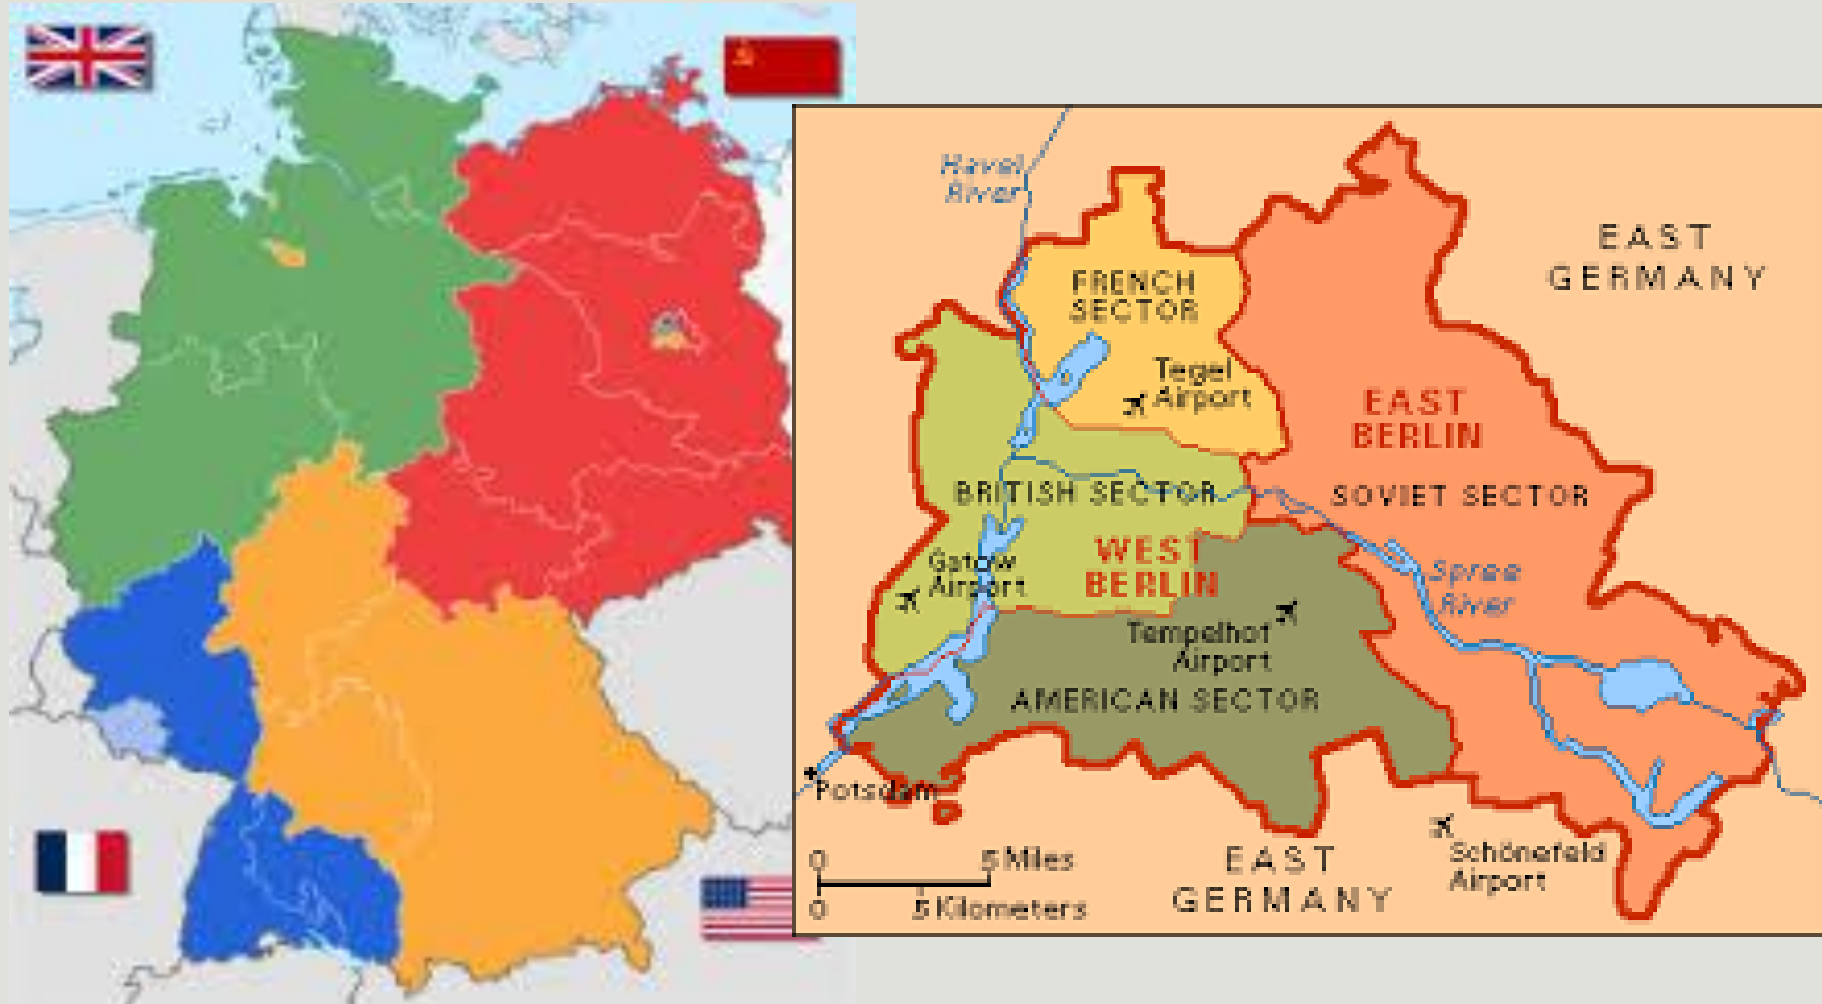 Havel
River
EAST
GERMANY
FRENCH
SECTOR
Tegel
Airport
EAST
BERLIN
BRITISH SECTOR
SOVIET SECTOR
WEST
BERLIN
Gatow
Airport
Spree
River
Tempelhof
Airport
AMERICAN SECTOR
Potsdam
0 5 Miles
0 5 Kilometers
EAST
GERMANY
Schönefeld
Airport